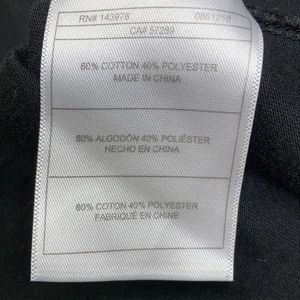 RN# 143978 0861218
CA# 57289
60% COTTON 40% POLYESTER
MADE IN CHINA
60% ALGODÓN 40% POLIÉSTER
HECHO EN CHINA
60% COTON 40% POLYESTER
FABRIQUÉ EN CHINE